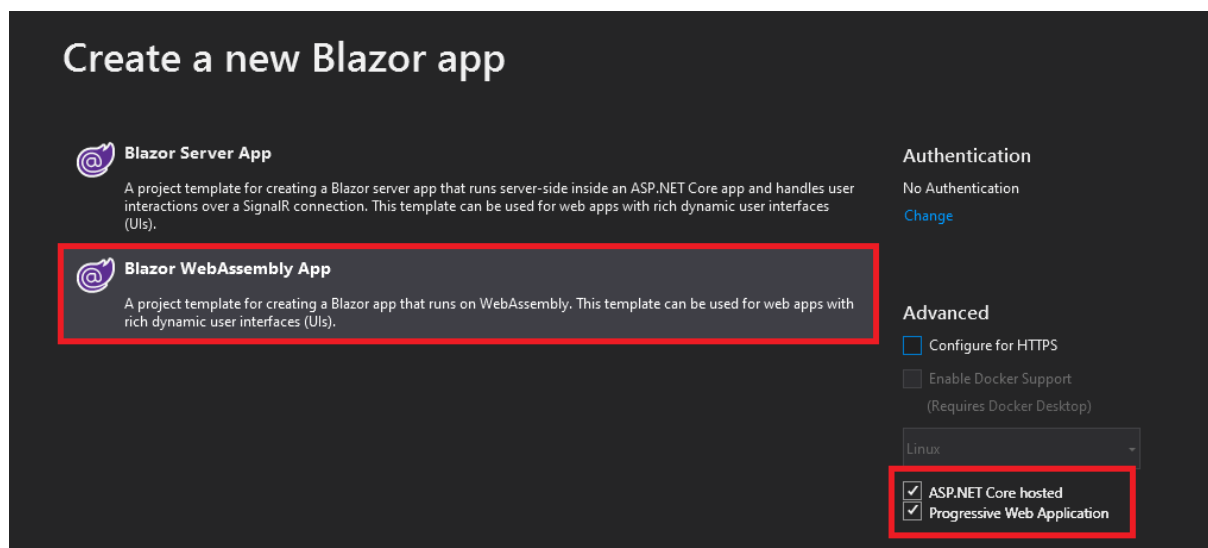 Create a new Blazor app
Blazor Server App
A project template for creating a Blazor server app that runs server-side inside an ASP.NET Core app and handles user
interactions over a SignalR connection. This template can be used for web apps with rich dynamic user interfaces
(UIs).
Blazor WebAssembly App
A project template for creating a Blazor app that runs on WebAssembly. This template can be used for web apps with
rich dynamic user interfaces (UIs).
Authentication
No Authentication
Change
Advanced
Configure for HTTPS
Enable Docker Support
(Requires Docker Desktop)
Linux
ASP.NET Core hosted
Progressive Web Application